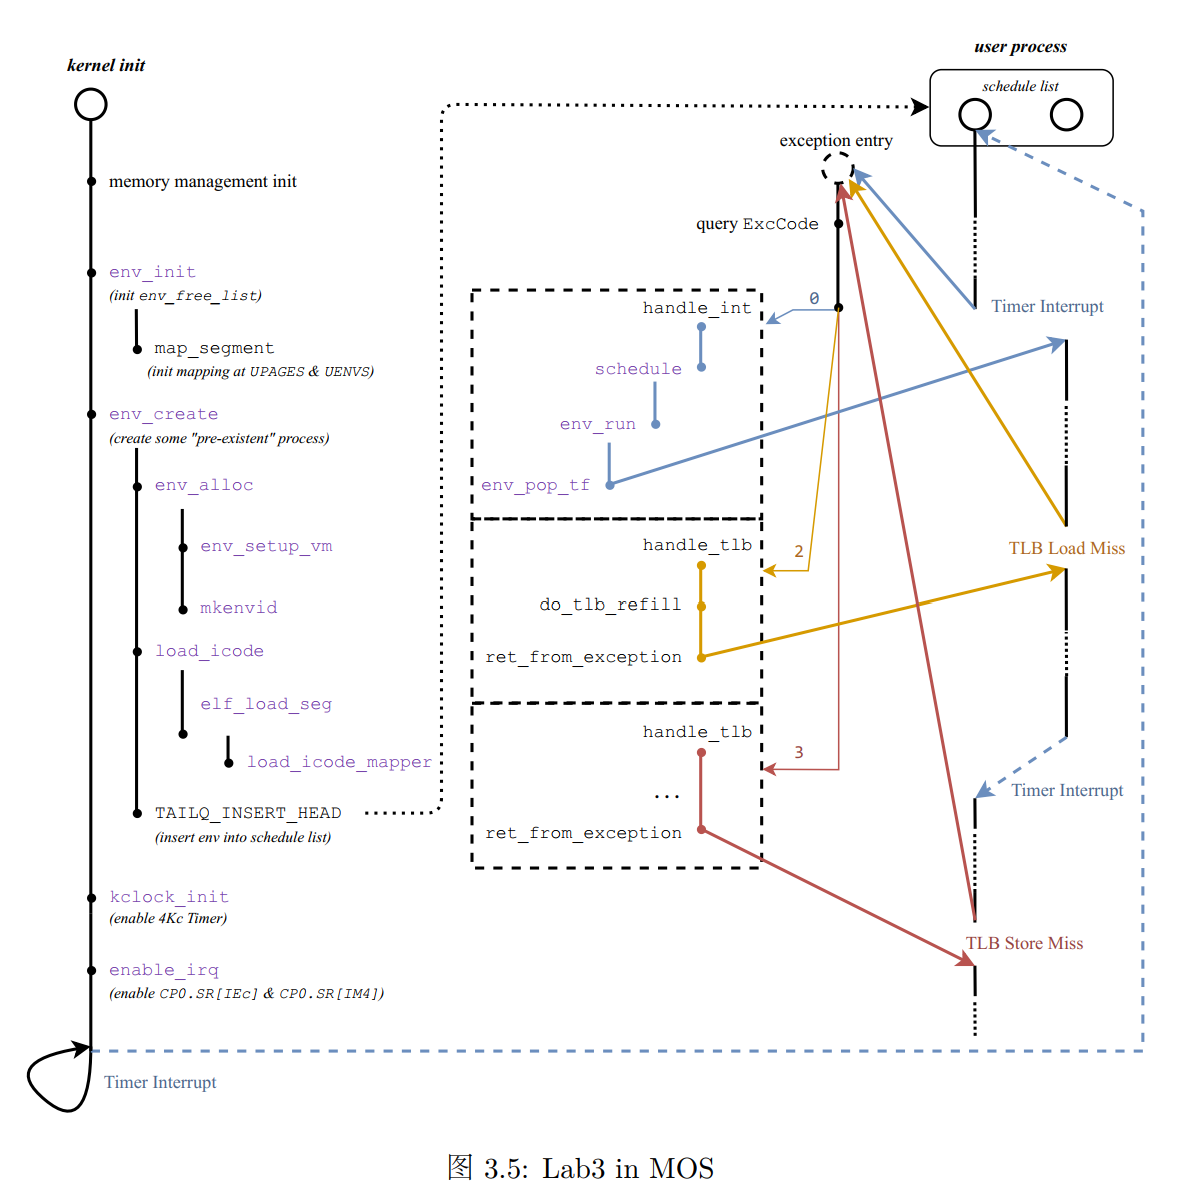 kernel init
memory management init
env_init
(init env_free_list)
map_segment
(init mapping at UPAGES & UENVS)
env_create
(create some "pre-existent" process)
env_alloc
env_setup_vm
mkenvid
load_icode
elf_load_seg
load_icode_mapper
TAILQ_INSERT_HEAD
(insert env into schedule list)
kclock_init
(enable 4Kc Timer)
enable_irq
(enable CP0.SR[IEc] & CP0.SR[IM4])
Timer Interrupt
exception entry
query ExcCode
0
handle_int
schedule
env_run
env_pop_tf
2
handle_tlb
do_tlb_refill
ret_from_exception
3
handle_tlb
...
ret_from_exception
user process
schedule list
Timer Interrupt
TLB Load Miss
Timer Interrupt
TLB Store Miss
图 3.5: Lab3 in MOS